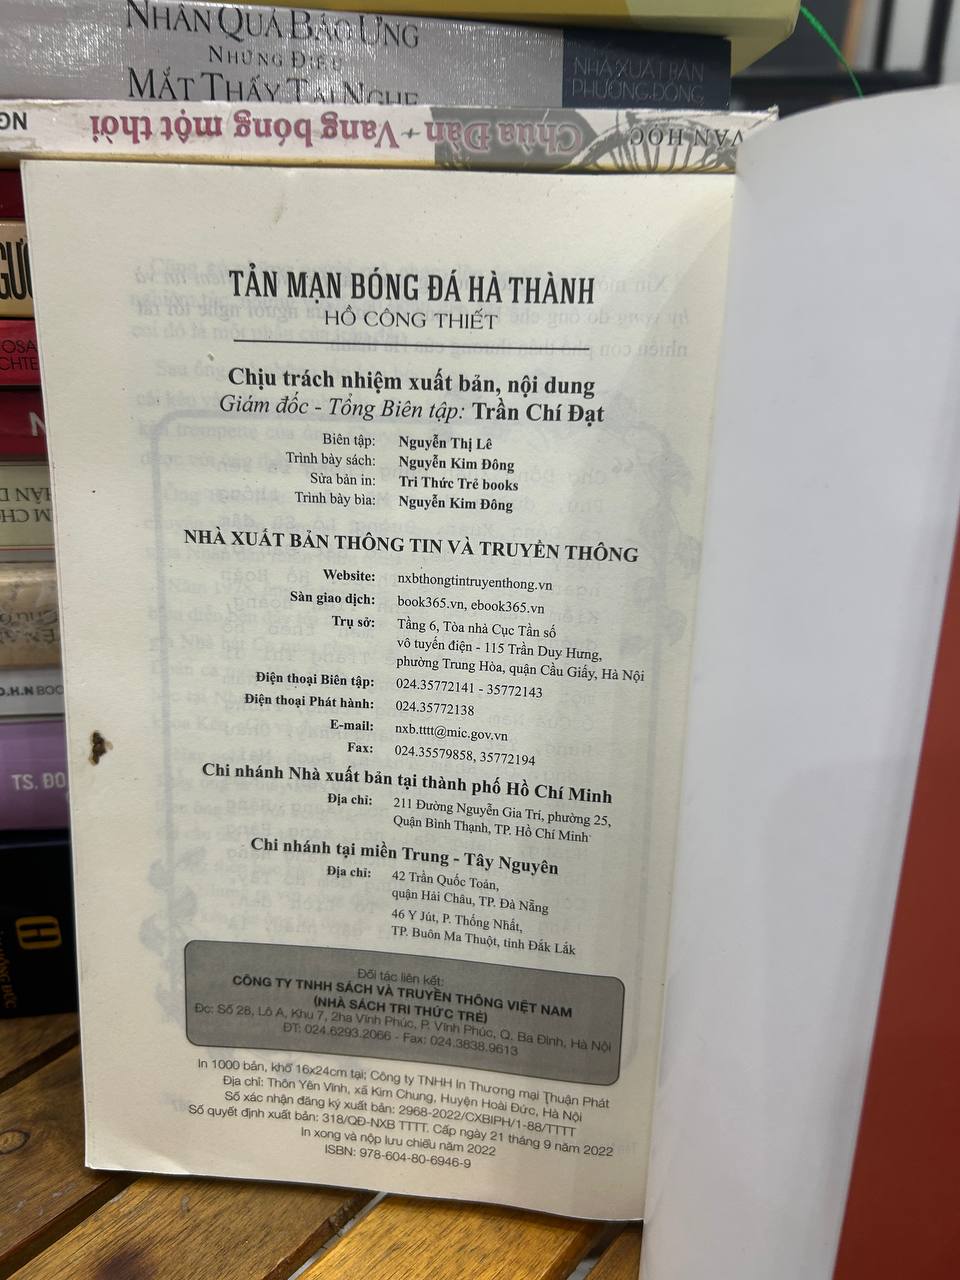 NHÂN QUẢ BÁO ỨNG
NHỮNG ĐIỀU
MẮT THẤY TAI NGHE
NHÀ XUẤT BẢN
PHƯƠNG ĐÔNG
Chùa Đàn + Vang bóng một thời
VĂN HỌC
TẢN MẠN BÓNG ĐÁ HÀ THÀNH
HỒ CÔNG THIẾT
Chịu trách nhiệm xuất bản, nội dung
Giám đốc - Tổng Biên tập: Trần Chí Đạt
Biên tập: Nguyễn Thị Lê
Trình bày sách: Nguyễn Kim Đông
Sửa bản in: Tri Thức Trẻ books
Trình bày bìa: Nguyễn Kim Đông
NHÀ XUẤT BẢN THÔNG TIN VÀ TRUYỀN THÔNG
Website: nxbthongtintruyenthong.vn
Sàn giao dịch: book365.vn, ebook365.vn
Trụ sở: Tầng 6, Tòa nhà Cục Tần số
vô tuyến điện - 115 Trần Duy Hưng,
phường Trung Hòa, quận Cầu Giấy, Hà Nội
Điện thoại Biên tập: 024.35772141 - 35772143
Điện thoại Phát hành: 024.35772138
E-mail: nxb.tttt@mic.gov.vn
Fax: 024.35579858, 35772194
Chi nhánh Nhà xuất bản tại thành phố Hồ Chí Minh
Địa chỉ: 211 Đường Nguyễn Gia Trí, phường 25,
Quận Bình Thạnh, TP. Hồ Chí Minh
Chi nhánh tại miền Trung - Tây Nguyên
Địa chỉ: 42 Trần Quốc Toản,
quận Hải Châu, TP. Đà Nẵng
46 Y Jút, P. Thống Nhất,
TP. Buôn Ma Thuột, tỉnh Đắk Lắk
Đối tác liên kết:
CÔNG TY TNHH SÁCH VÀ TRUYỀN THÔNG VIỆT NAM
(NHÀ SÁCH TRI THỨC TRẺ)
Đc: Số 28, Lô A, Khu 7, 2ha Vĩnh Phúc, P. Vĩnh Phúc, Q. Ba Đình, Hà Nội
ĐT: 024.6293.2066 - Fax: 024.3838.9613
In 1000 bản, khổ 16x24cm tại; Công ty TNHH In Thương mại Thuận Phát
Địa chỉ: Thôn Yên Vinh, xã Kim Chung, Huyện Hoài Đức, Hà Nội
Số xác nhận đăng ký xuất bản: 2968-2022/CXBIPH/1-88/TTTT
Số quyết định xuất bản: 318/QĐ-NXB TTTT. Cấp ngày 21 tháng 9 năm 2022
In xong và nộp lưu chiểu năm 2022
ISBN: 978-604-80-6946-9
TS. ĐO